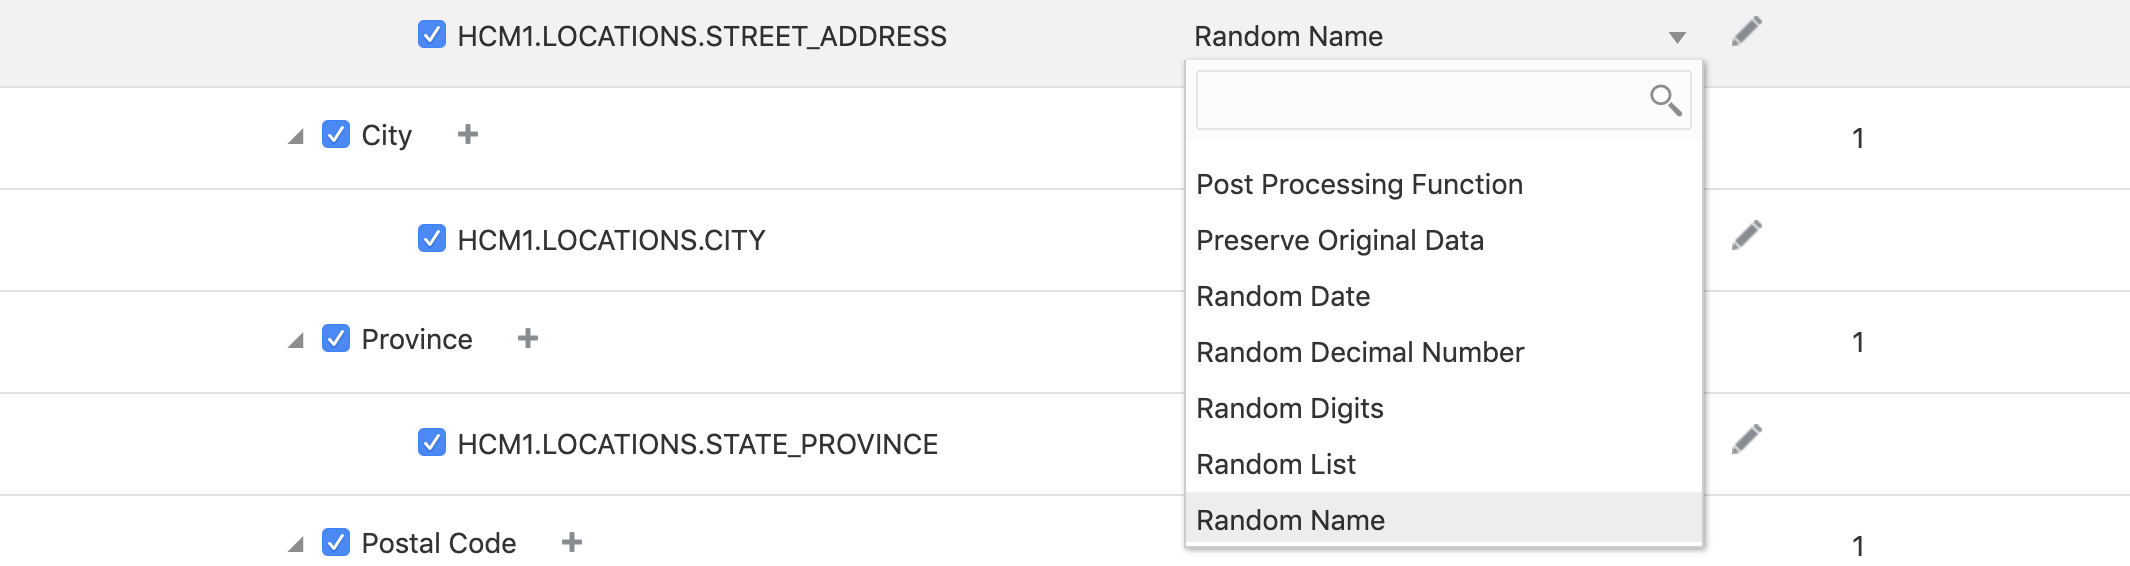 HCM1.LOCATIONS.STREET_ADDRESS Random Name
City 1
Post Processing Function
HCM1.LOCATIONS.CITY Preserve Original Data
Random Date
Province 1
Random Decimal Number
Random Digits
HCM1.LOCATIONS.STATE_PROVINCE
Random List
Random Name
Postal Code 1